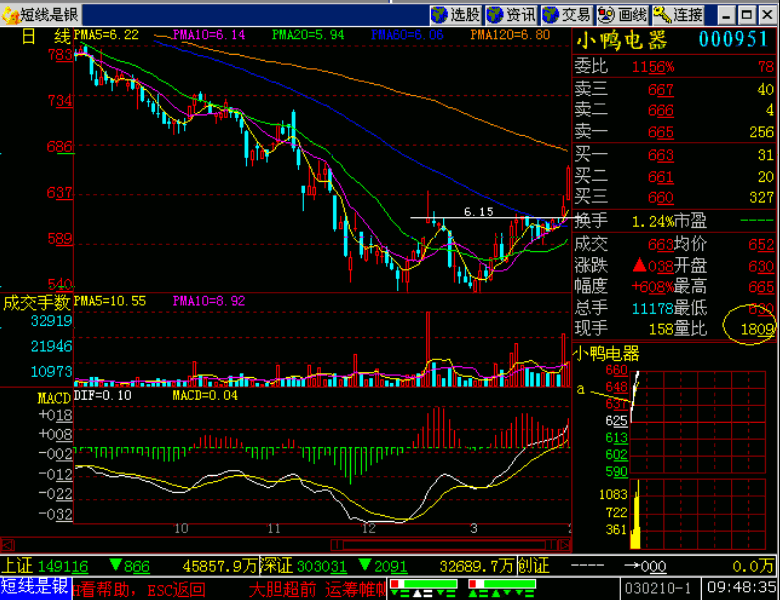 短线是银 选股 资讯 交易 画线 连接
日 线 PMA5=6.22 PMA10=6.14 PMA20=5.94 PMA60=6.06 PMA120=6.80
小鸭电器 000951
783
734
686
637
589
540
6.15
委比 1156% 78
卖三 667 40
卖二 666 4
卖一 665 256
买一 663 31
买二 661 20
买三 660 327
换手 1.24% 市盈 ----
成交 663 均价 652
涨跌 ▲038 开盘 630
幅度 +608% 最高 665
总手 11178 最低 630
现手 158 量比 1809
成交手数 PMA5=10.55 PMA10=8.92
32919
21946
10973
MACD DIF=0.10 MACD=0.04
+018
+008
-002
-012
-022
-032
10 11 12 3 2
小鸭电器
a
660
648
637
625
613
602
590
1083
722
361
上证 149116 ▼866 45857.9万 深证 303031 ▼2091 32689.7万 创证 ---- →000 0.0万
短线是银 H看帮助, ESC返回 大胆超前 运筹帷幄 030210-1 09:48:35